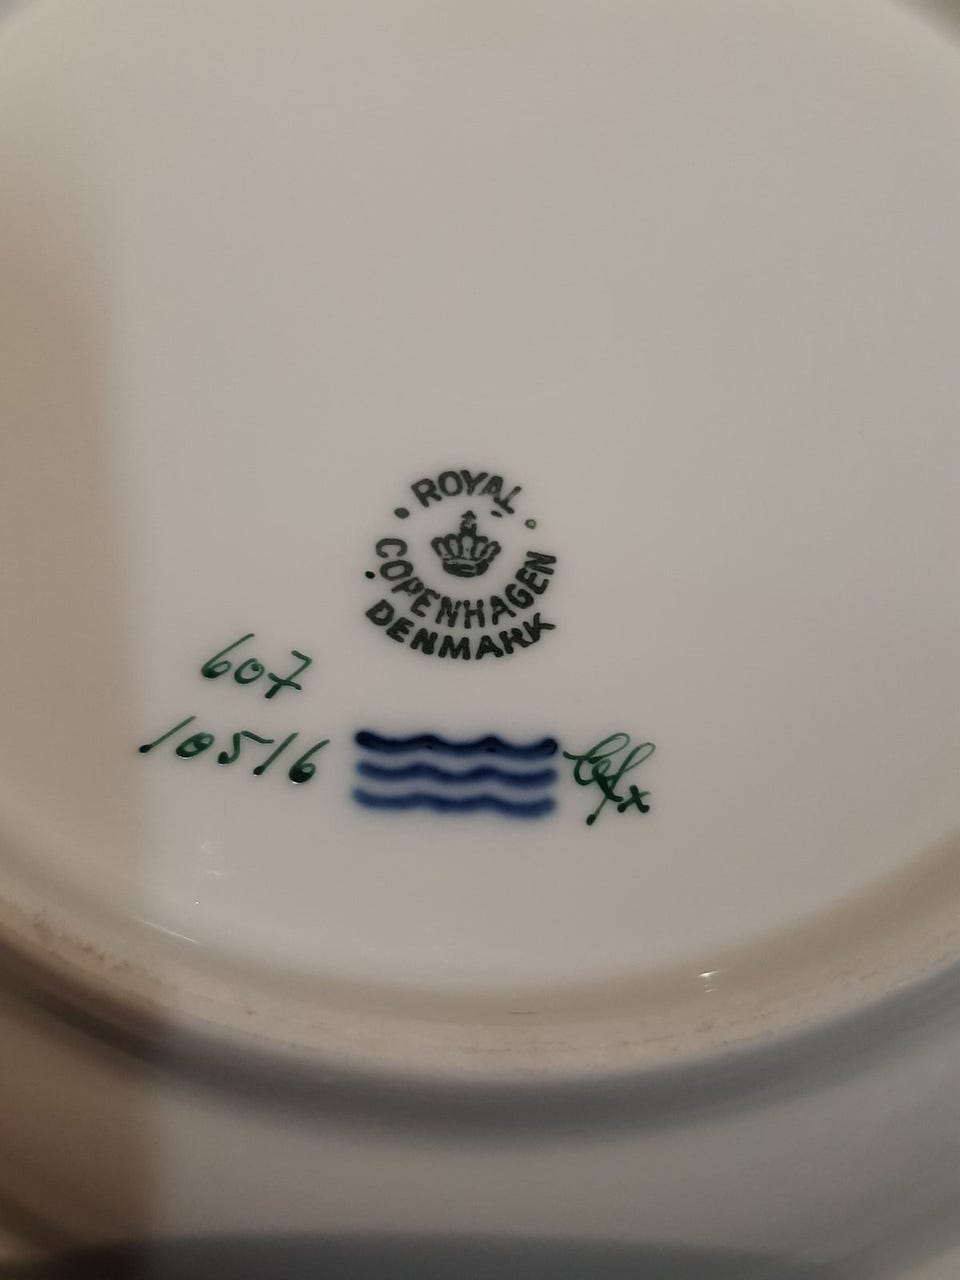 ROYAL
COPENHAGEN
DENMARK
607
10516